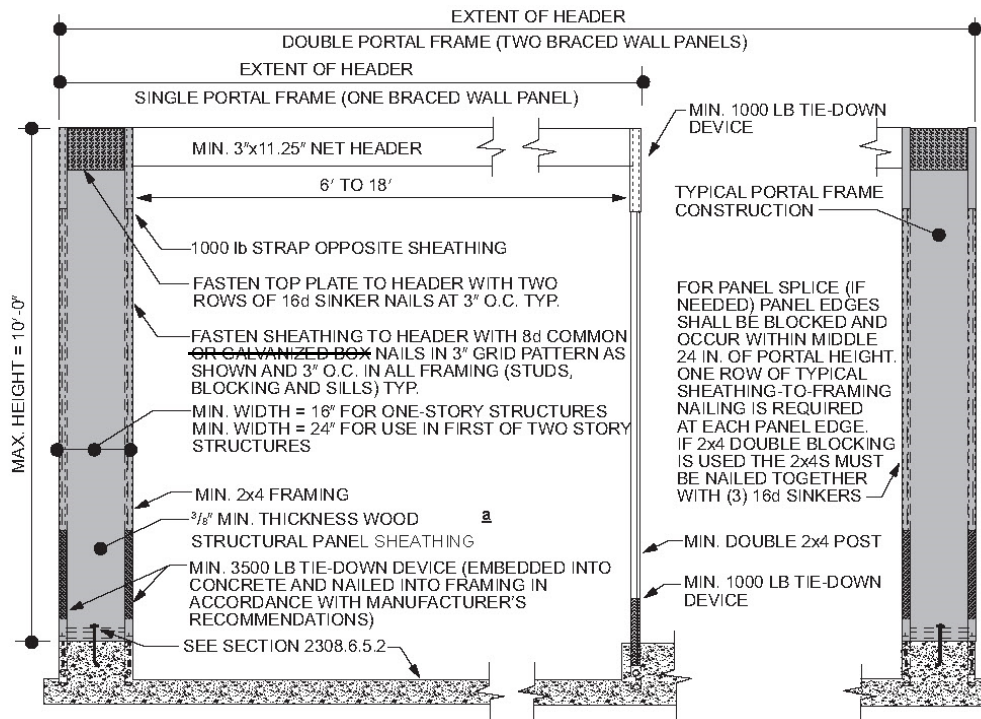 EXTENT OF HEADER
DOUBLE PORTAL FRAME (TWO BRACED WALL PANELS)
EXTENT OF HEADER
SINGLE PORTAL FRAME (ONE BRACED WALL PANEL)
MIN. 1000 LB TIE-DOWN
DEVICE
MIN. 3"x11.25" NET HEADER
6' TO 18'
TYPICAL PORTAL FRAME
CONSTRUCTION
1000 lb STRAP OPPOSITE SHEATHING
FASTEN TOP PLATE TO HEADER WITH TWO
ROWS OF 16d SINKER NAILS AT 3" O.C. TYP.
FASTEN SHEATHING TO HEADER WITH 8d COMMON
OR GALVANIZED BOX NAILS IN 3" GRID PATTERN AS
SHOWN AND 3" O.C. IN ALL FRAMING (STUDS,
BLOCKING AND SILLS) TYP.
MIN. WIDTH = 16" FOR ONE-STORY STRUCTURES
MIN. WIDTH = 24" FOR USE IN FIRST OF TWO STORY
STRUCTURES
FOR PANEL SPLICE (IF
NEEDED) PANEL EDGES
SHALL BE BLOCKED AND
OCCUR WITHIN MIDDLE
24 IN. OF PORTAL HEIGHT.
ONE ROW OF TYPICAL
SHEATHING-TO-FRAMING
NAILING IS REQUIRED
AT EACH PANEL EDGE.
IF 2x4 DOUBLE BLOCKING
IS USED THE 2x4S MUST
BE NAILED TOGETHER
WITH (3) 16d SINKERS
MAX. HEIGHT = 10'-0"
MIN. 2x4 FRAMING
3/8" MIN. THICKNESS WOOD a
STRUCTURAL PANEL SHEATHING
MIN. 3500 LB TIE-DOWN DEVICE (EMBEDDED INTO
CONCRETE AND NAILED INTO FRAMING IN
ACCORDANCE WITH MANUFACTURER'S
RECOMMENDATIONS)
MIN. DOUBLE 2x4 POST
MIN. 1000 LB TIE-DOWN
DEVICE
SEE SECTION 2308.6.5.2